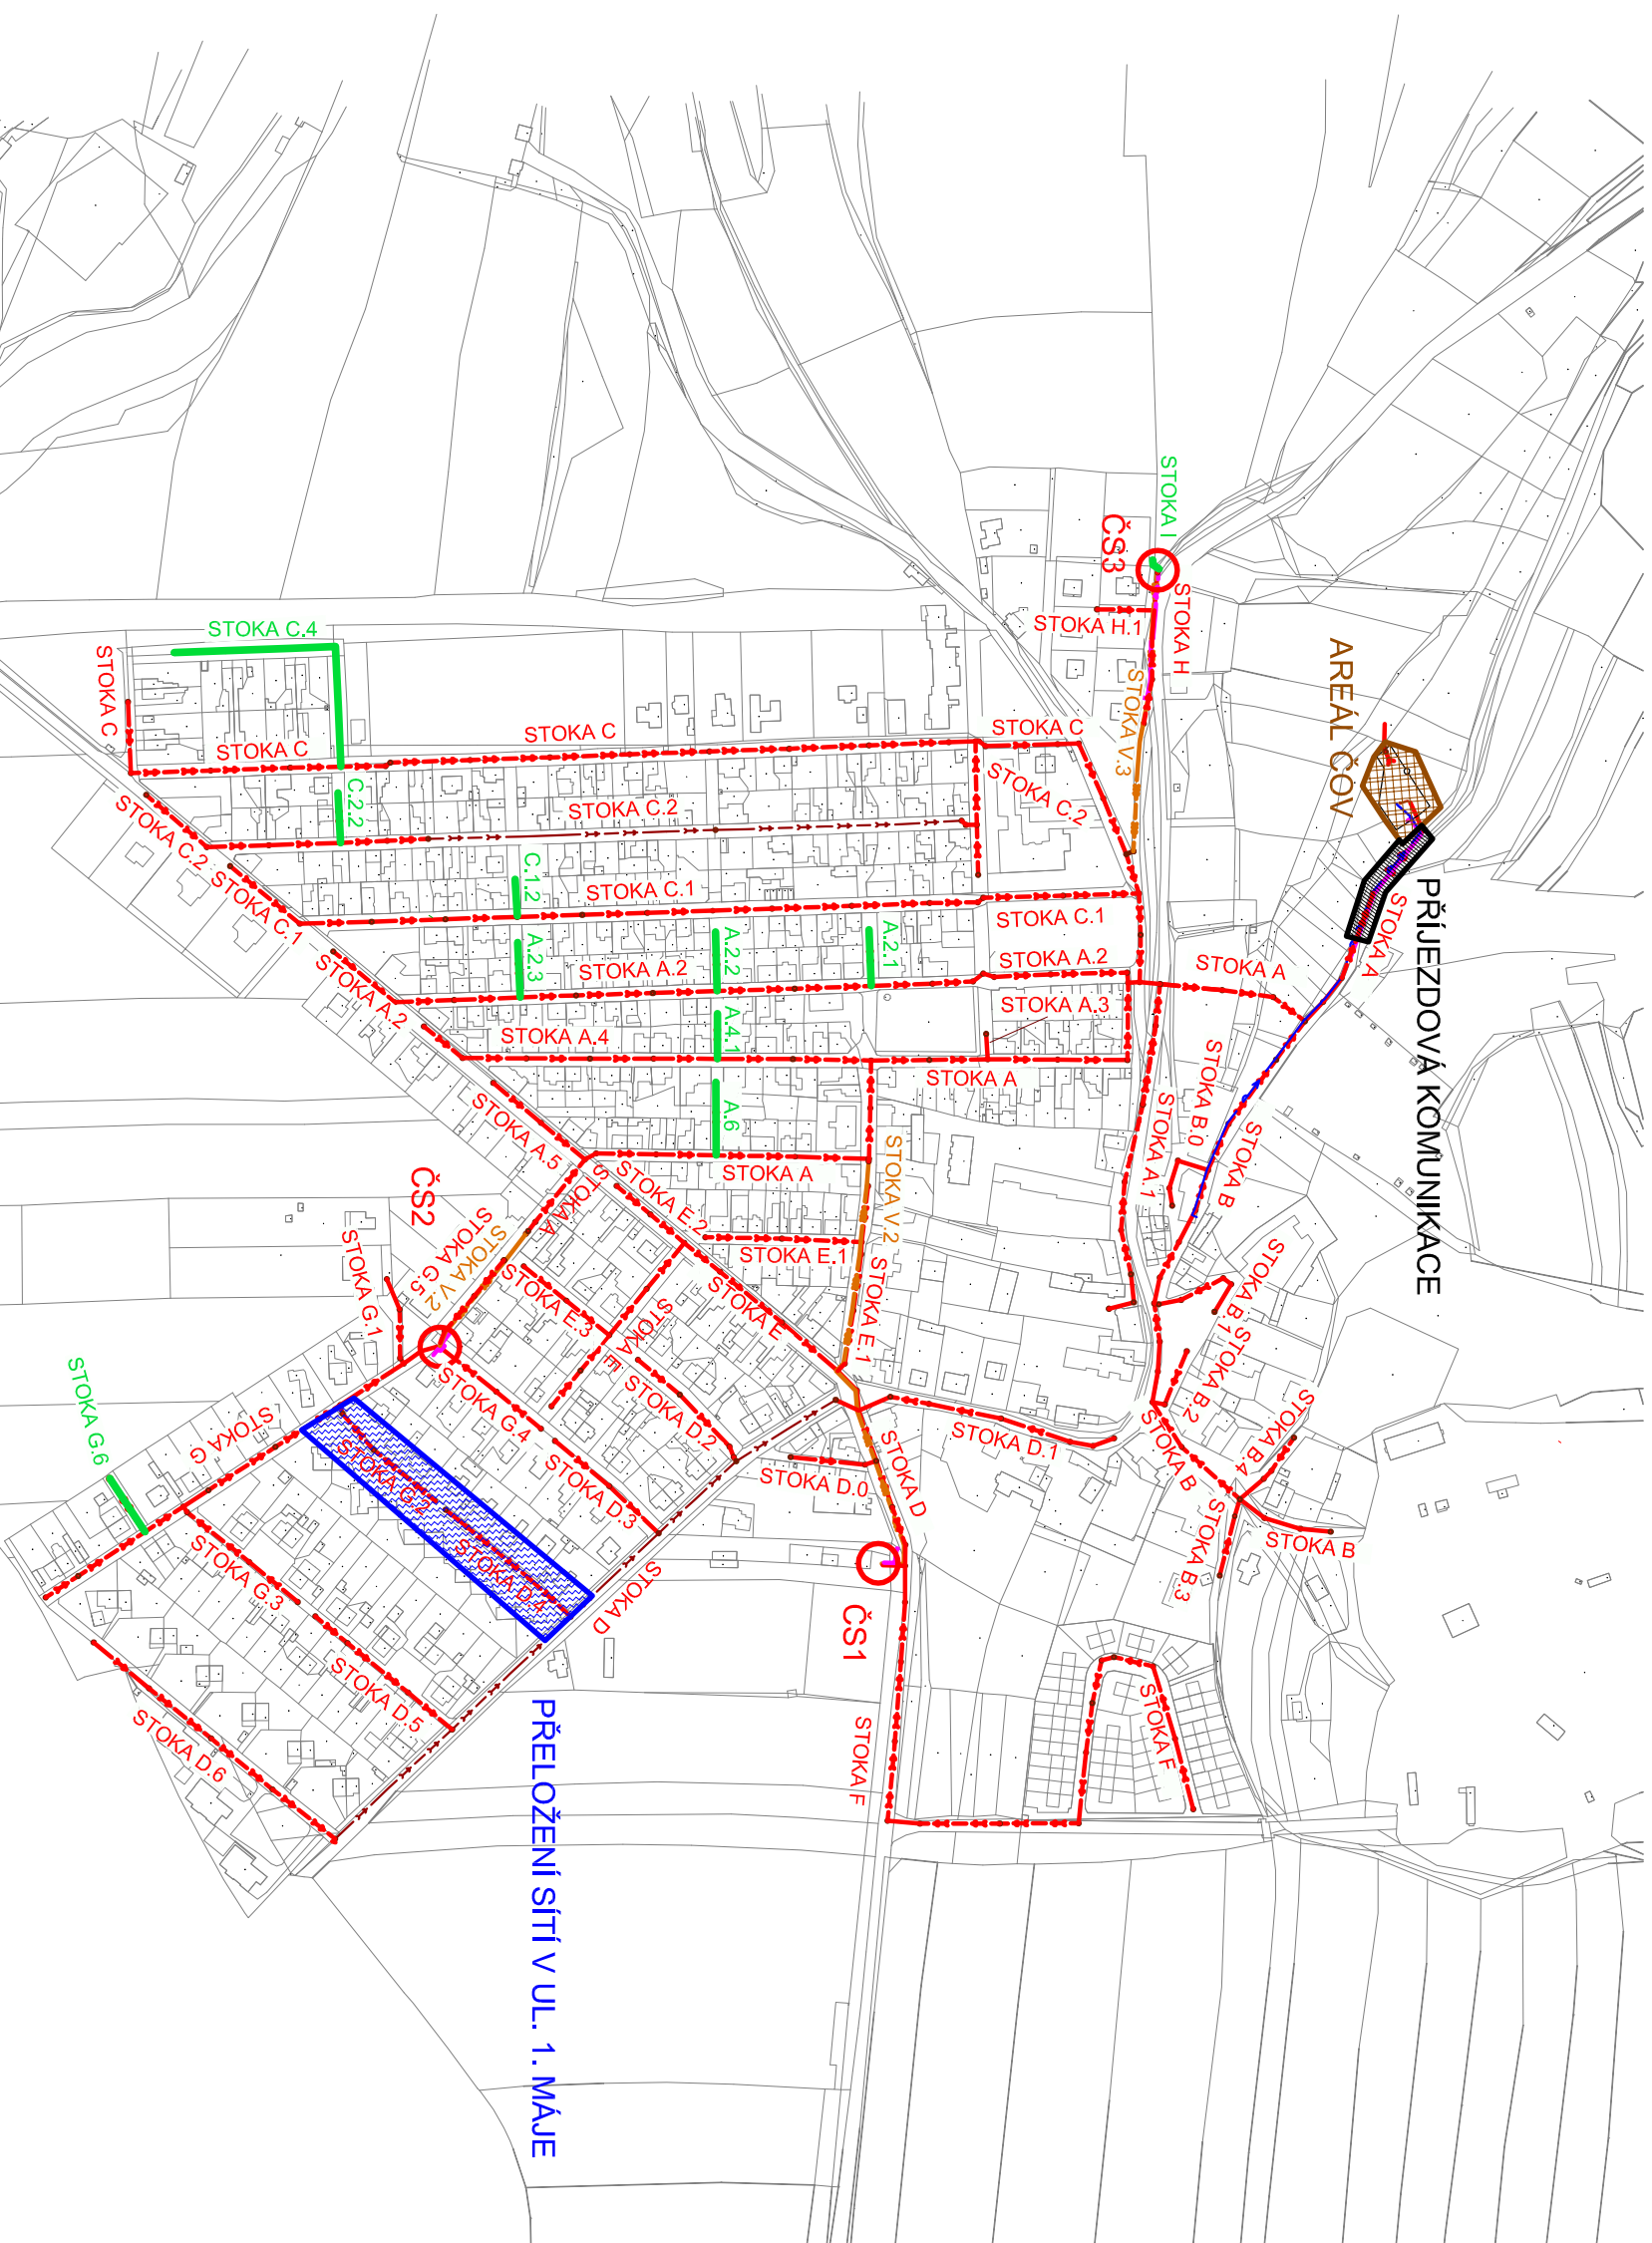 STOKA I
ČS3
STOKA H
STOKA H.1
STOKA V.3
AREÁL ČOV
PŘÍJEZDOVÁ KOMUNIKACE
STOKA A
STOKA C.4
STOKA C
STOKA C
STOKA C
STOKA C
STOKA C.2
C.2.2
STOKA C.2
STOKA C.2
STOKA C.1
C.1.2
STOKA C.1
STOKA C.1
A.2.3
A.2.2
A.2.1
STOKA A.2
STOKA A.2
STOKA A.2
STOKA A
STOKA A.3
STOKA A.4
A.4.1
STOKA A
STOKA B.0
STOKA A.1
STOKA B
A.6
STOKA A.5
STOKA A
STOKA V.2
STOKA E.2
STOKA A
ČS2
STOKA G.5
STOKA V.2
STOKA G.1
STOKA E.1
STOKA E.1
STOKA E.3
STOKA E
STOKA E
STOKA B.1
STOKA B.2
STOKA B.4
STOKA B
STOKA B
STOKA B.3
STOKA G.6
STOKA G
STOKA G.4
STOKA D.2
STOKA D.3
STOKA D.0
STOKA D.1
STOKA D
STOKA G.2
STOKA D.4
STOKA D
STOKA G.3
STOKA D.5
STOKA D.6
ČS1
STOKA F
STOKA F
PŘELOŽENÍ SÍTÍ V UL. 1. MÁJE